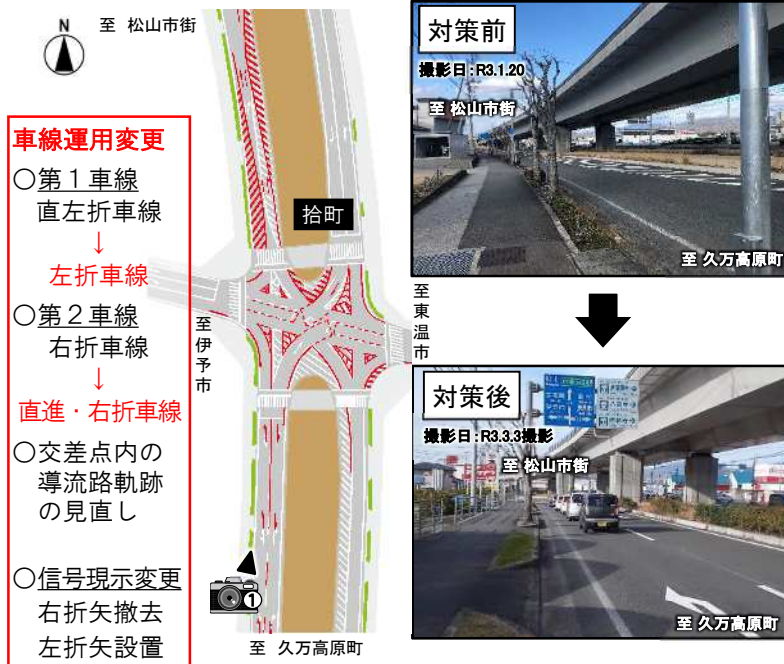 N
至 松山市街
車線運用変更
○第1車線
直左折車線
↓
左折車線
○第2車線
右折車線
↓
直進・右折車線
○交差点内の
導流路軌跡
の見直し
○信号現示変更
右折矢撤去
左折矢設置
拾町
至伊予市
至東温市
①
至 久万高原町
対策前
撮影日:R3.1.20
至 松山市街
至 久万高原町
対策後
撮影日:R3.3.3撮影
至 松山市街
至 久万高原町